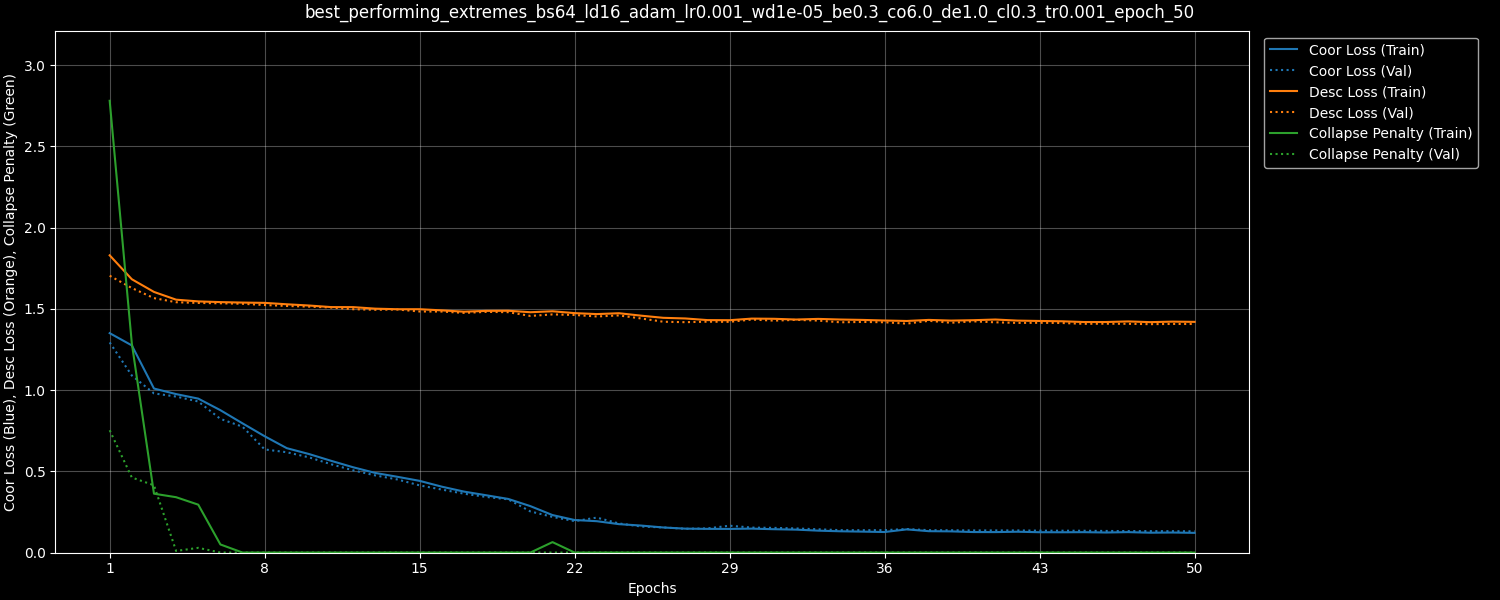 best_performing_extremes_bs64_ld16_adam_lr0.001_wd1e-05_be0.3_co6.0_de1.0_cl0.3_tr0.001_epoch_50
Coor Loss (Blue), Desc Loss (Orange), Collapse Penalty (Green)
3.0
2.5
2.0
1.5
1.0
0.5
0.0
1 8 15 22 29 36 43 50
Epochs
Coor Loss (Train)
Coor Loss (Val)
Desc Loss (Train)
Desc Loss (Val)
Collapse Penalty (Train)
Collapse Penalty (Val)